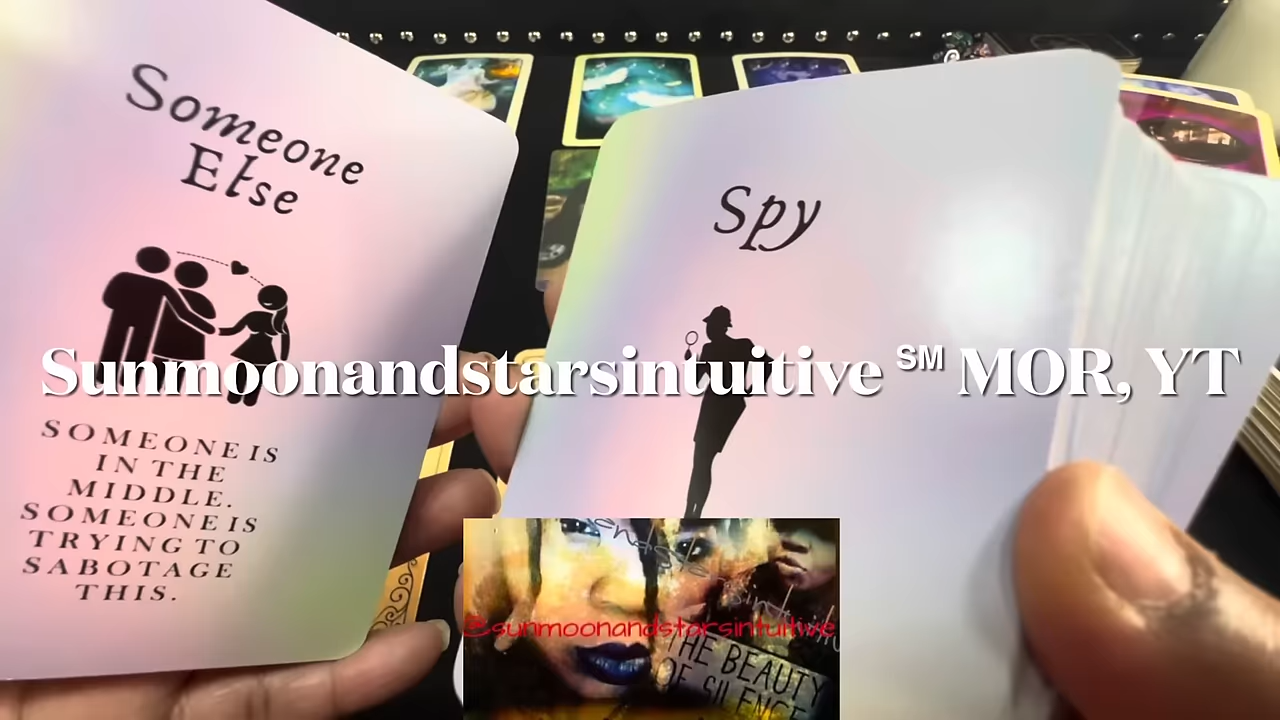 Someone
Else
Spy
Sunmoonandstarsintuitive ℠ MOR, YT
SOMEONE IS
IN THE
MIDDLE.
SOMEONE IS
TRYING TO
SABOTAGE
THIS.
@sunmoonandstarsintuitive
THE BEAUTY
OF SILENCE